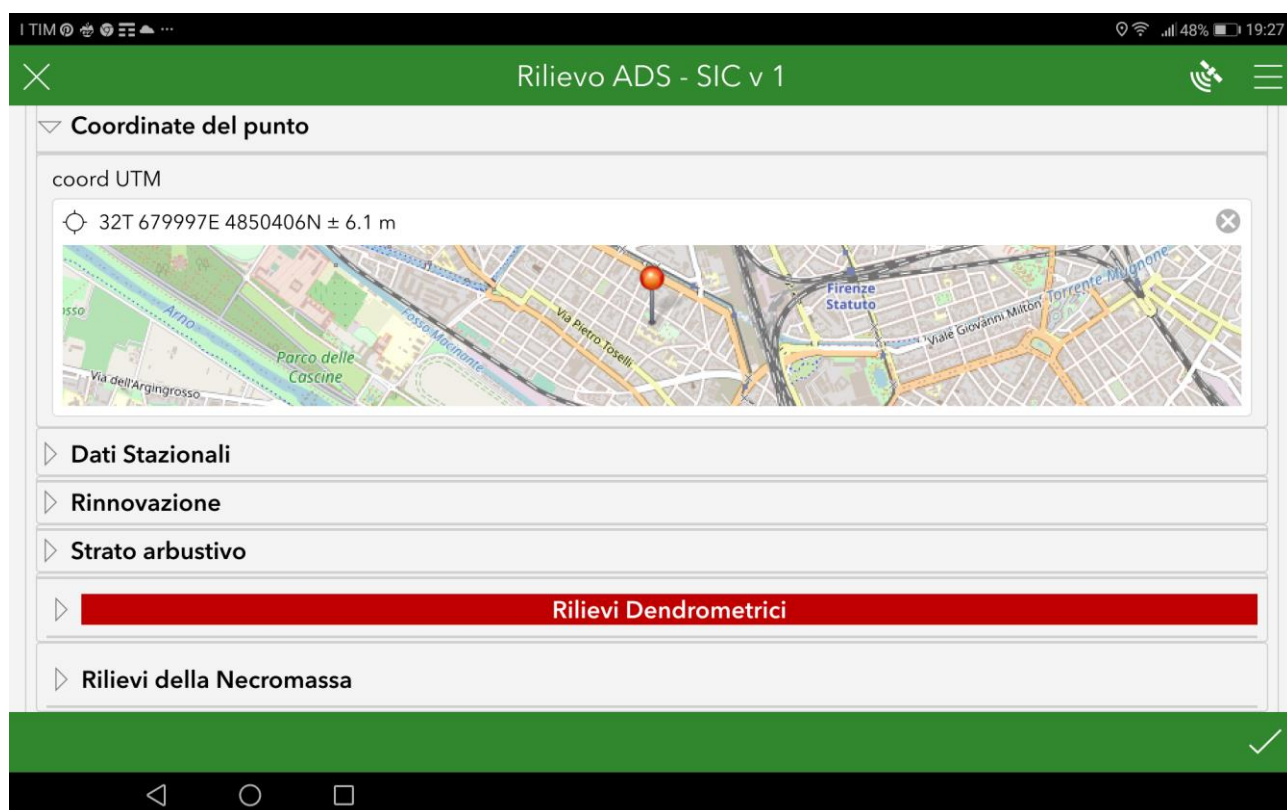 I TIM ... 48% 19:27
Rilievo ADS - SIC v 1
Coordinate del punto
coord UTM
32T 679997E 4850406N ± 6.1 m
Arno
Parco delle
Cascine
Via dell'Argingrosso
Fosso Macinante
Via Pietro Toselli
Firenze
Statuto
Viale Giovanni Milton
Torrente Mugnone
Dati Stazionali
Rinnovazione
Strato arbustivo
Rilievi Dendrometrici
Rilievi della Necromassa